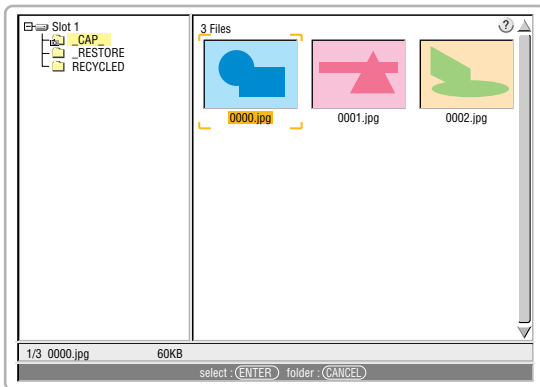 Slot 1
_CAP_
_RESTORE
RECYCLED
3 Files
?
0000.jpg 0001.jpg 0002.jpg
1/3 0000.jpg 60KB
select : ENTER folder : CANCEL